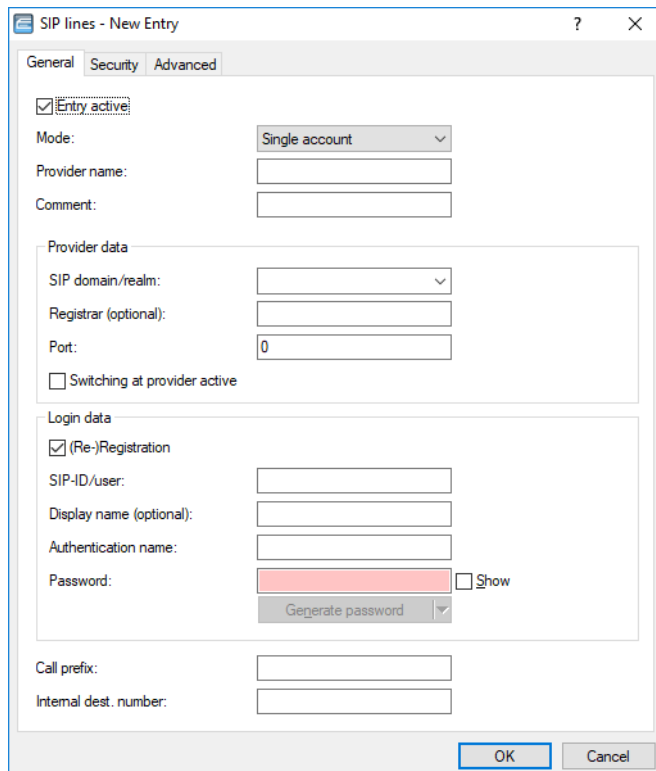 SIP lines - New Entry ?
General Security Advanced
Entry active
Mode: Single account
Provider name:
Comment:
Provider data
SIP domain/realm:
Registrar (optional):
Port: 0
Switching at provider active
Login data
(Re-)Registration
SIP-ID/user:
Display name (optional):
Authentication name:
Password: Show
Generate password
Call prefix:
Internal dest. number:
OK Cancel